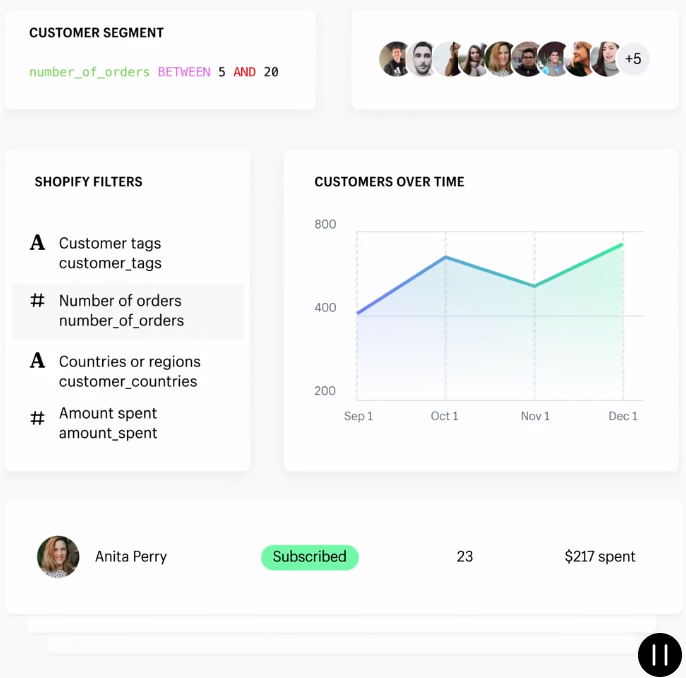 CUSTOMER SEGMENT
number_of_orders BETWEEN 5 AND 20
+5
SHOPIFY FILTERS
A Customer tags
customer_tags
# Number of orders
number_of_orders
A Countries or regions
customer_countries
# Amount spent
amount_spent
CUSTOMERS OVER TIME
800
400
200
Sep 1 Oct 1 Nov 1 Dec 1
Anita Perry Subscribed 23 $217 spent